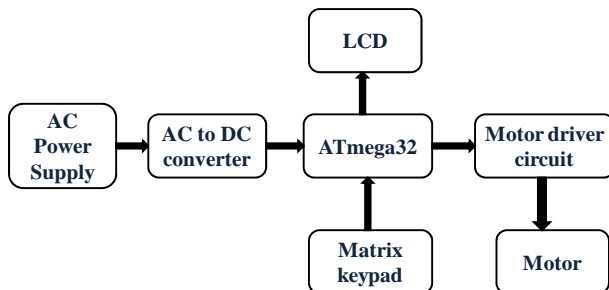 LCD
AC
Power
Supply
AC to DC
converter
ATmega32
Motor driver
circuit
Matrix
keypad
Motor